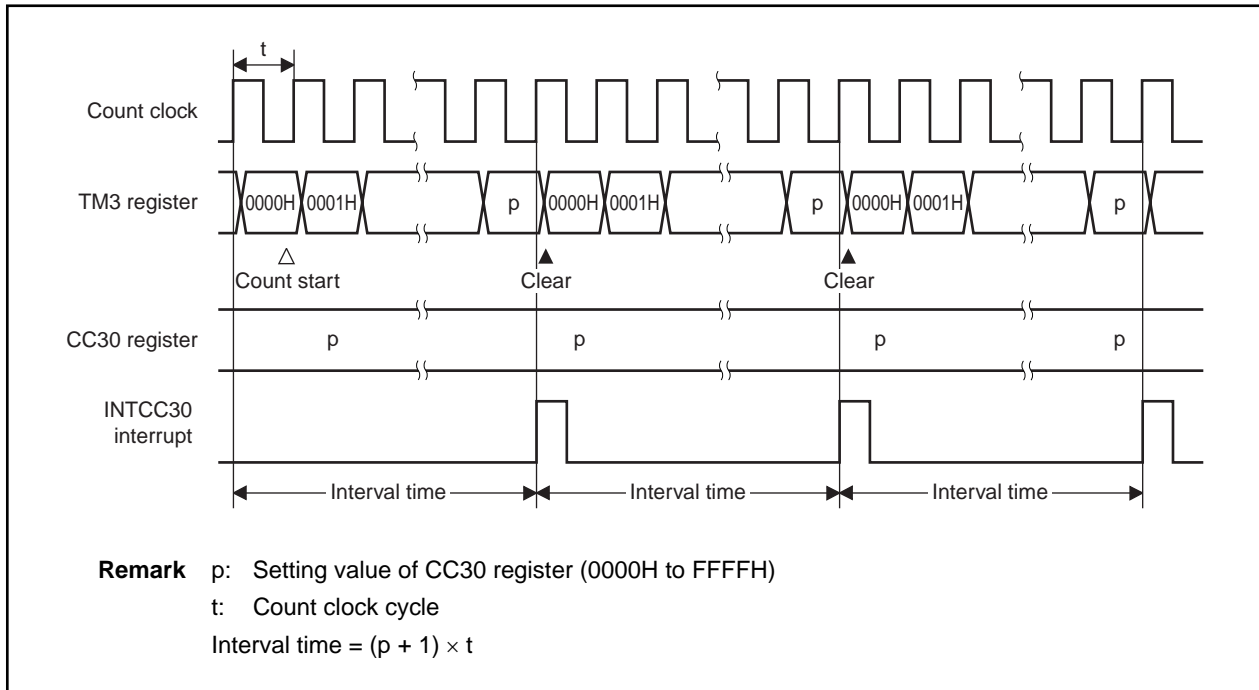 t
Count clock
TM3 register 0000H 0001H p 0000H 0001H p 0000H 0001H p
Count start Clear Clear
CC30 register p p p p
INTCC30
interrupt
Interval time Interval time Interval time
Remark p: Setting value of CC30 register (0000H to FFFFH)
t: Count clock cycle
Interval time = (p + 1) × t